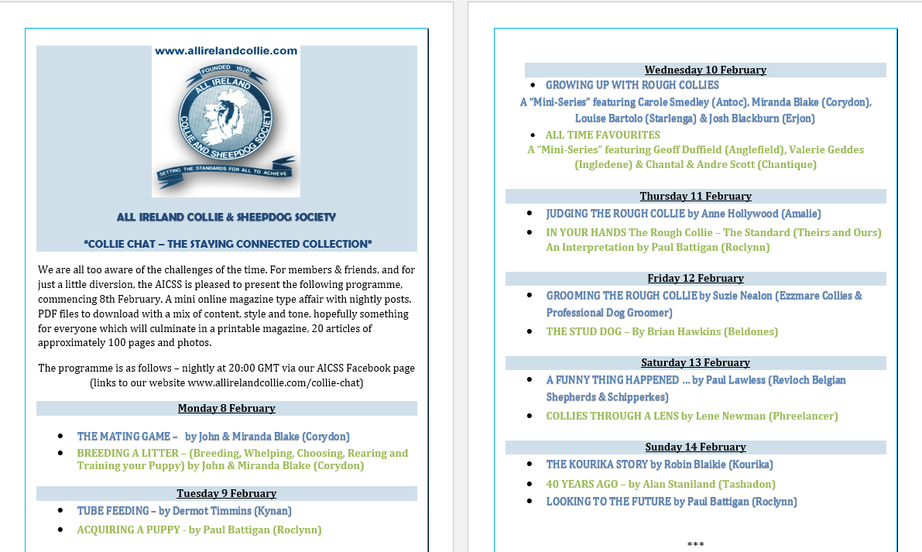 www.allirelandcollie.com
FOUNDED 1926
ALL IRELAND
COLLIE AND SHEEPDOG SOCIETY
SETTING THE STANDARDS FOR ALL TO ACHIEVE.
ALL IRELAND COLLIE & SHEEPDOG SOCIETY
"COLLIE CHAT – THE STAYING CONNECTED COLLECTION"
We are all too aware of the challenges of the time. For members & friends, and for
just a little diversion, the AICSS is pleased to present the following programme,
commencing 8th February. A mini online magazine type affair with nightly posts.
PDF files to download with a mix of content, style and tone, hopefully something
for everyone which will culminate in a printable magazine, 20 articles of
approximately 100 pages and photos.
The programme is as follows – nightly at 20:00 GMT via our AICSS Facebook page
(links to our website www.allirelandcollie.com/collie-chat)
Monday 8 February
• THE MATING GAME – by John & Miranda Blake (Corydon)
• BREEDING A LITTER – (Breeding, Whelping, Choosing, Rearing and
Training your Puppy) by John & Miranda Blake (Corydon)
Tuesday 9 February
• TUBE FEEDING – by Dermot Timmins (Kynan)
• ACQUIRING A PUPPY - by Paul Battigan (Roclynn)
Wednesday 10 February
• GROWING UP WITH ROUGH COLLIES
A "Mini-Series" featuring Carole Smedley (Antoc), Miranda Blake (Corydon),
Louise Bartolo (Starlenga) & Josh Blackburn (Erjon)
• ALL TIME FAVOURITES
A "Mini-Series" featuring Geoff Duffield (Anglefield), Valerie Geddes
(Ingledene) & Chantal & Andre Scott (Chantique)
Thursday 11 February
• JUDGING THE ROUGH COLLIE by Anne Hollywood (Amalie)
• IN YOUR HANDS The Rough Collie – The Standard (Theirs and Ours)
An Interpretation by Paul Battigan (Roclynn)
Friday 12 February
• GROOMING THE ROUGH COLLIE by Suzie Nealon (Ezzmare Collies &
Professional Dog Groomer)
• THE STUD DOG – By Brian Hawkins (Beldones)
Saturday 13 February
• A FUNNY THING HAPPENED ... by Paul Lawless (Revloch Belgian
Shepherds & Schipperkes)
• COLLIES THROUGH A LENS by Lene Newman (Phreelancer)
Sunday 14 February
• THE KOURIKA STORY by Robin Blaikie (Kourika)
• 40 YEARS AGO – by Alan Staniland (Tashadon)
• LOOKING TO THE FUTURE by Paul Battigan (Roclynn)
***